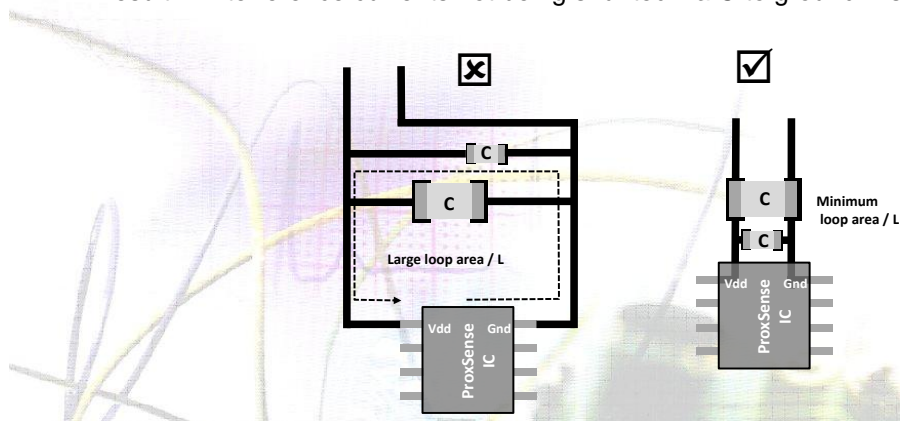 C
C
Large loop area / L
Vdd Gnd
ProxSense
IC
C
Minimum
loop area / L
C
Vdd Gnd
ProxSense
IC